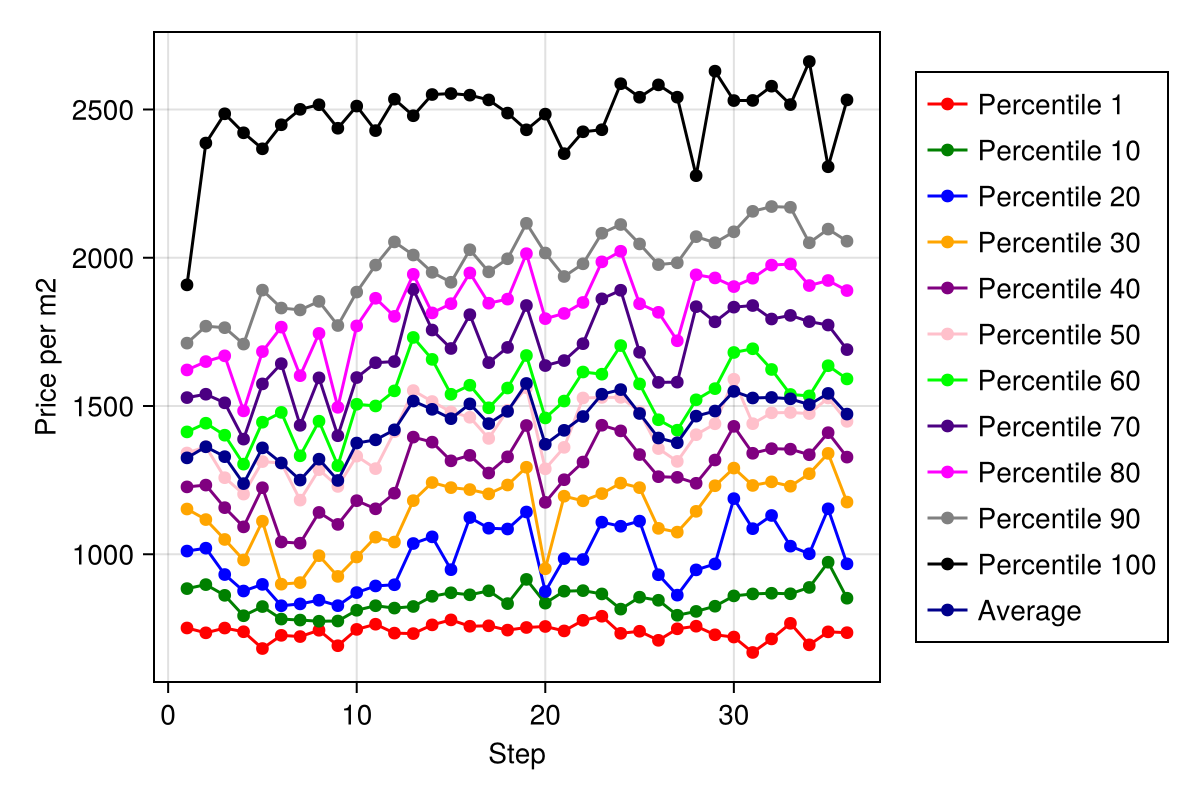 2500
2000
1500
1000
Price per m2
0 10 20 30
Step
Percentile 1
Percentile 10
Percentile 20
Percentile 30
Percentile 40
Percentile 50
Percentile 60
Percentile 70
Percentile 80
Percentile 90
Percentile 100
Average